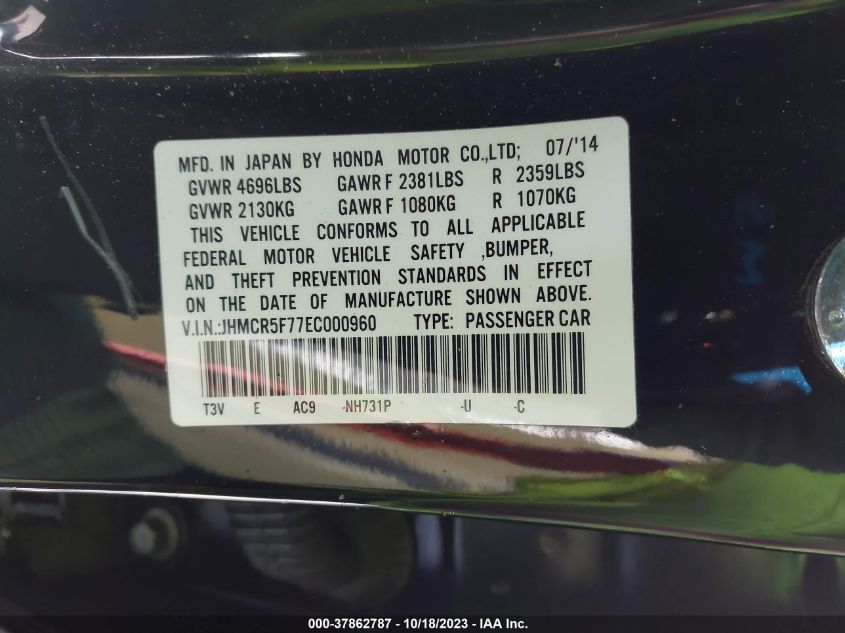 MFD. IN JAPAN BY HONDA MOTOR CO.,LTD; 07/'14
GVWR 4696LBS GAWR F 2381LBS R 2359LBS
GVWR 2130KG GAWR F 1080KG R 1070KG
THIS VEHICLE CONFORMS TO ALL APPLICABLE
FEDERAL MOTOR VEHICLE SAFETY ,BUMPER,
AND THEFT PREVENTION STANDARDS IN EFFECT
ON THE DATE OF MANUFACTURE SHOWN ABOVE.
V.I.N.:JHMCR5F77EC000960 TYPE: PASSENGER CAR
T3V E AC9 -NH731P -U -C
000-37862787 - 10/18/2023 - IAA Inc.